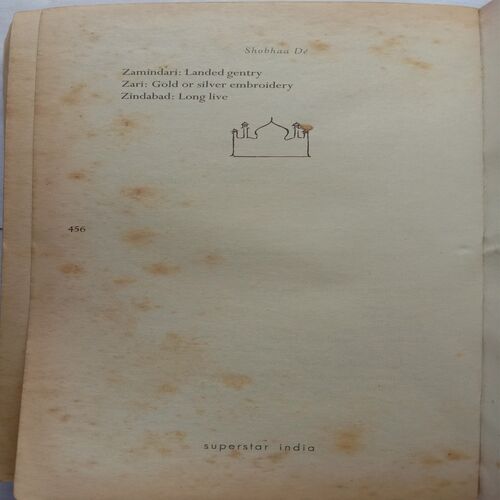 Shobhaa Dé
Zamindari: Landed gentry
Zari: Gold or silver embroidery
Zindabad: Long live
456
superstar india